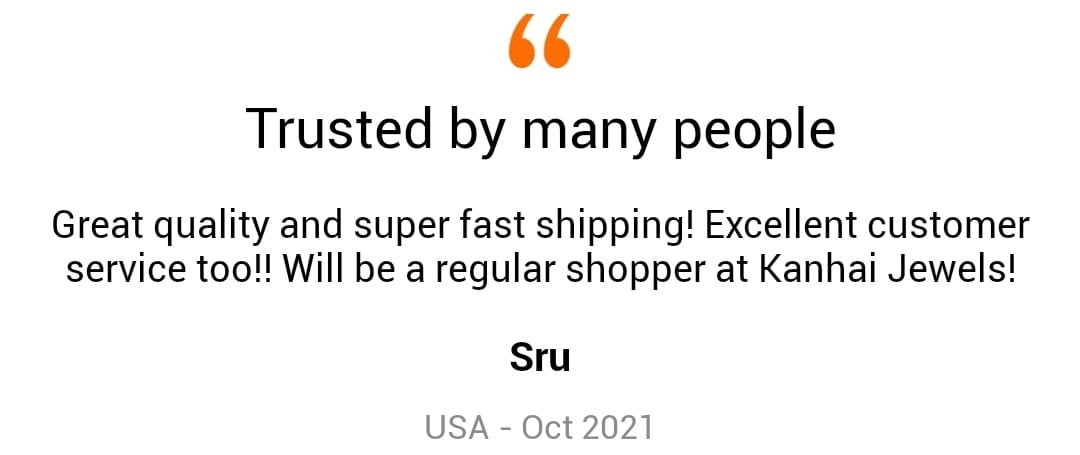 “
Trusted by many people
Great quality and super fast shipping! Excellent customer
service too!! Will be a regular shopper at Kanhai Jewels!
Sru
USA - Oct 2021